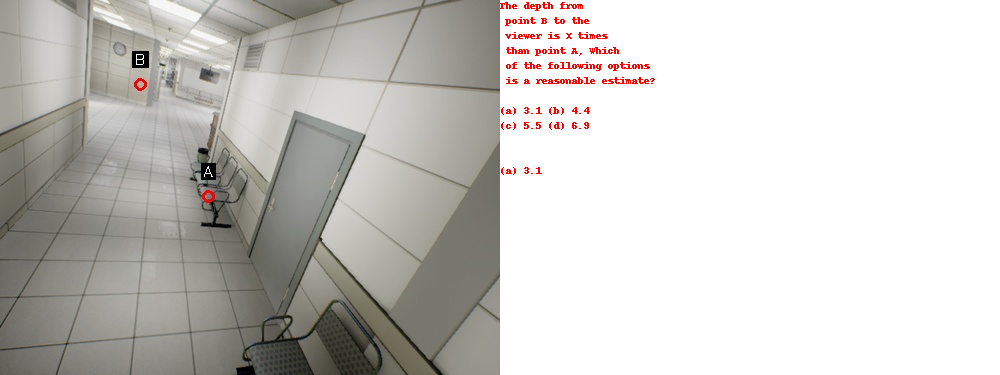 B
A
The depth from
point B to the
viewer is X times
than point A, Which
of the following options
is a reasonable estimate?
(a) 3.1 (b) 4.4
(c) 5.5 (d) 6.9
(a) 3.1